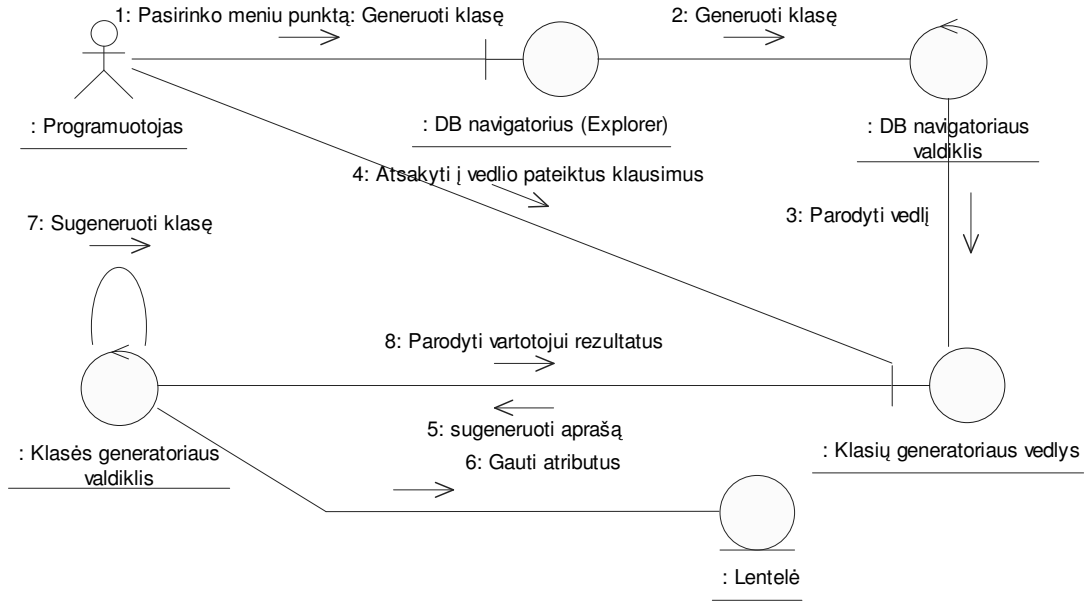 1: Pasirinko meniu punktą: Generuoti klasę
2: Generuoti klasę
: Programuotojas
: DB navigatorius (Explorer)
: DB navigatoriaus
valdiklis
4: Atsakyti į vedlio pateiktus klausimus
7: Sugeneruoti klasę
3: Parodyti vedlį
8: Parodyti vartotojui rezultatus
5: sugeneruoti aprašą
: Klasės generatoriaus
valdiklis
: Klasių generatoriaus vedlys
6: Gauti atributus
: Lentelė